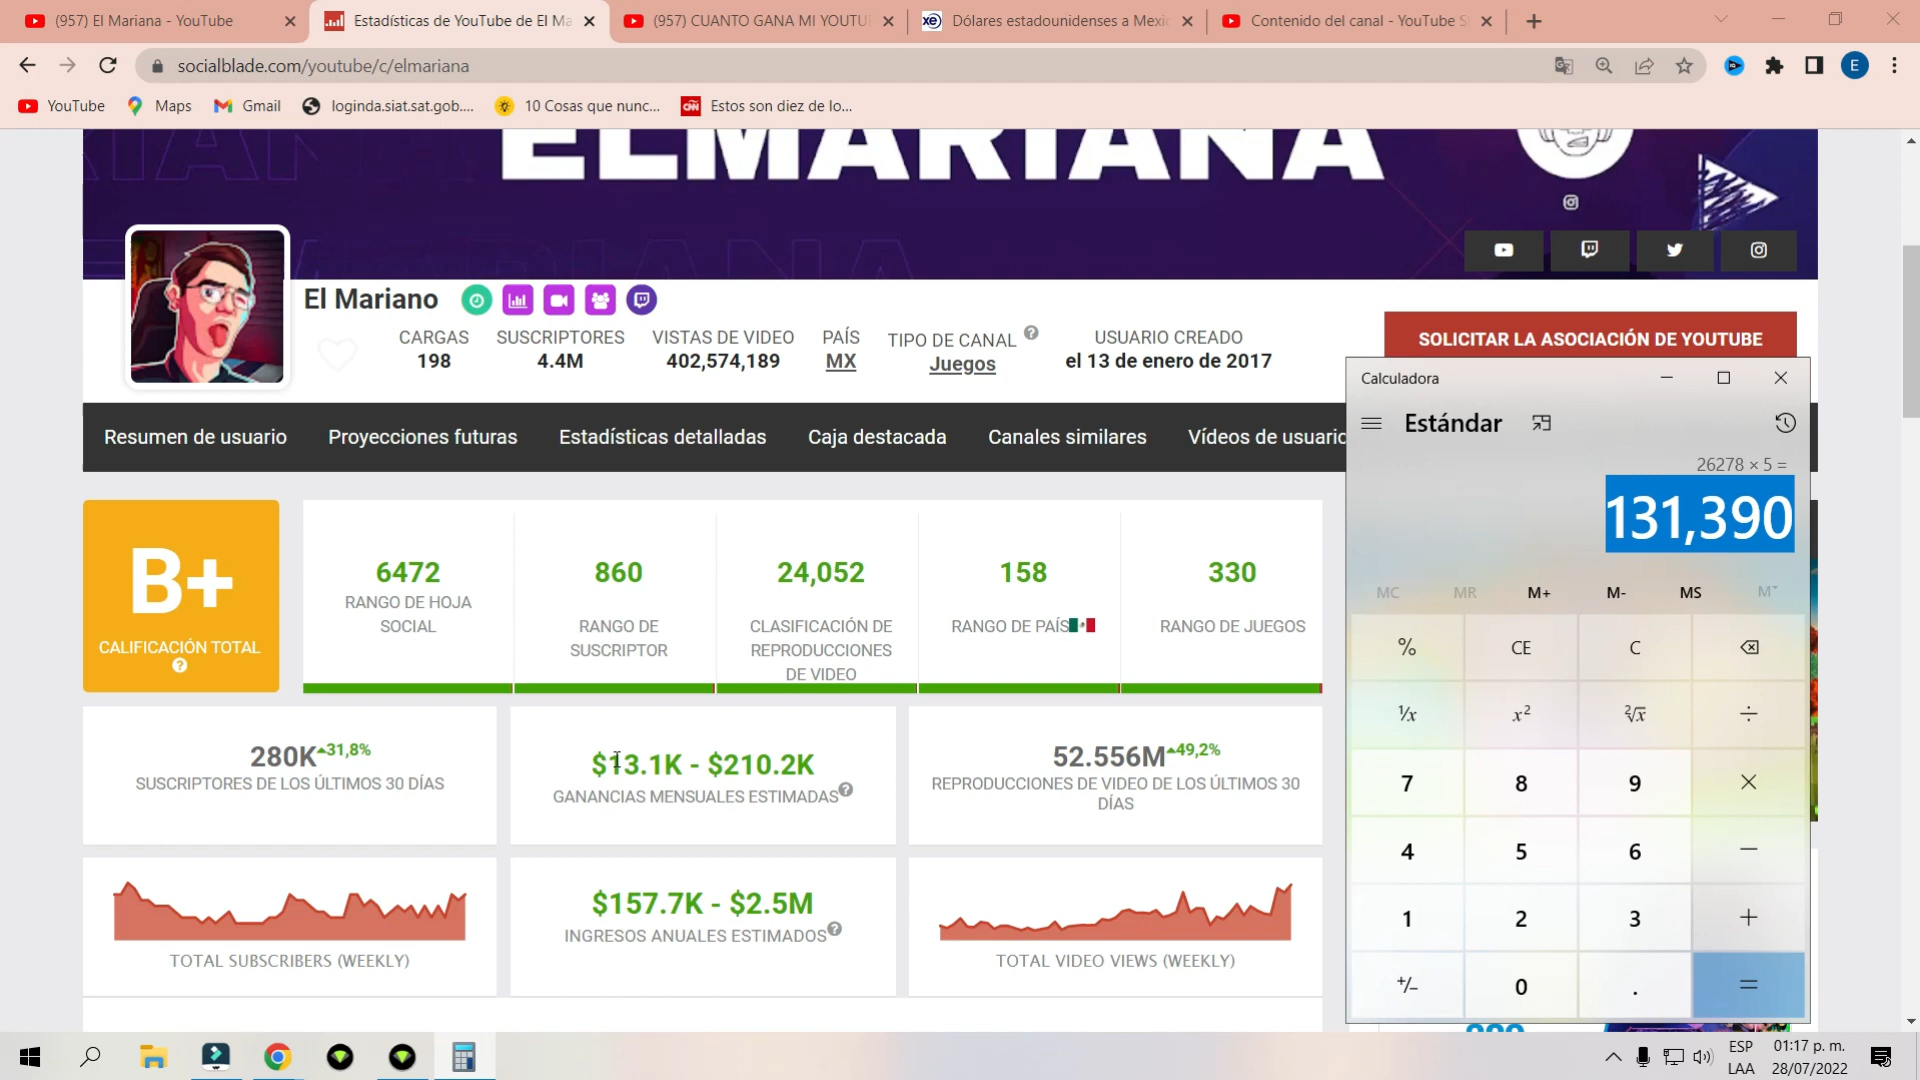 (957) El Mariana - YouTube
Estadísticas de YouTube de El Ma
(957) CUANTO GANA MI YOUTU
Dólares estadounidenses a Mexic
Contenido del canal - YouTube S
socialblade.com/youtube/c/elmariana
E
YouTube
Maps
Gmail
loginda.siat.sat.gob....
10 Cosas que nunc...
Estos son diez de lo...
ELMARIANA
El Mariano
CARGAS
198
SUSCRIPTORES
4.4M
VISTAS DE VIDEO
402,574,189
PAÍS
MX
TIPO DE CANAL
Juegos
USUARIO CREADO
el 13 de enero de 2017
SOLICITAR LA ASOCIACIÓN DE YOUTUBE
Resumen de usuario
Proyecciones futuras
Estadísticas detalladas
Caja destacada
Canales similares
Vídeos de usuario
B+
CALIFICACIÓN TOTAL
6472
RANGO DE HOJA
SOCIAL
860
RANGO DE
SUSCRIPTOR
24,052
CLASIFICACIÓN DE
REPRODUCCIONES
DE VIDEO
158
RANGO DE PAÍS
330
RANGO DE JUEGOS
280K 31,8%
SUSCRIPTORES DE LOS ÚLTIMOS 30 DÍAS
$13.1K - $210.2K
GANANCIAS MENSUALES ESTIMADAS
52.556M 49,2%
REPRODUCCIONES DE VIDEO DE LOS ÚLTIMOS 30
DÍAS
TOTAL SUBSCRIBERS (WEEKLY)
$157.7K - $2.5M
INGRESOS ANUALES ESTIMADOS
TOTAL VIDEO VIEWS (WEEKLY)
Calculadora
Estándar
26278 × 5 =
131,390
MC MR M+ M- MS M˅
% CE C
⅟x x² ²√x ÷
7 8 9 ×
4 5 6 −
1 2 3 +
+/− 0 . =
ESP
LAA
01:17 p. m.
28/07/2022